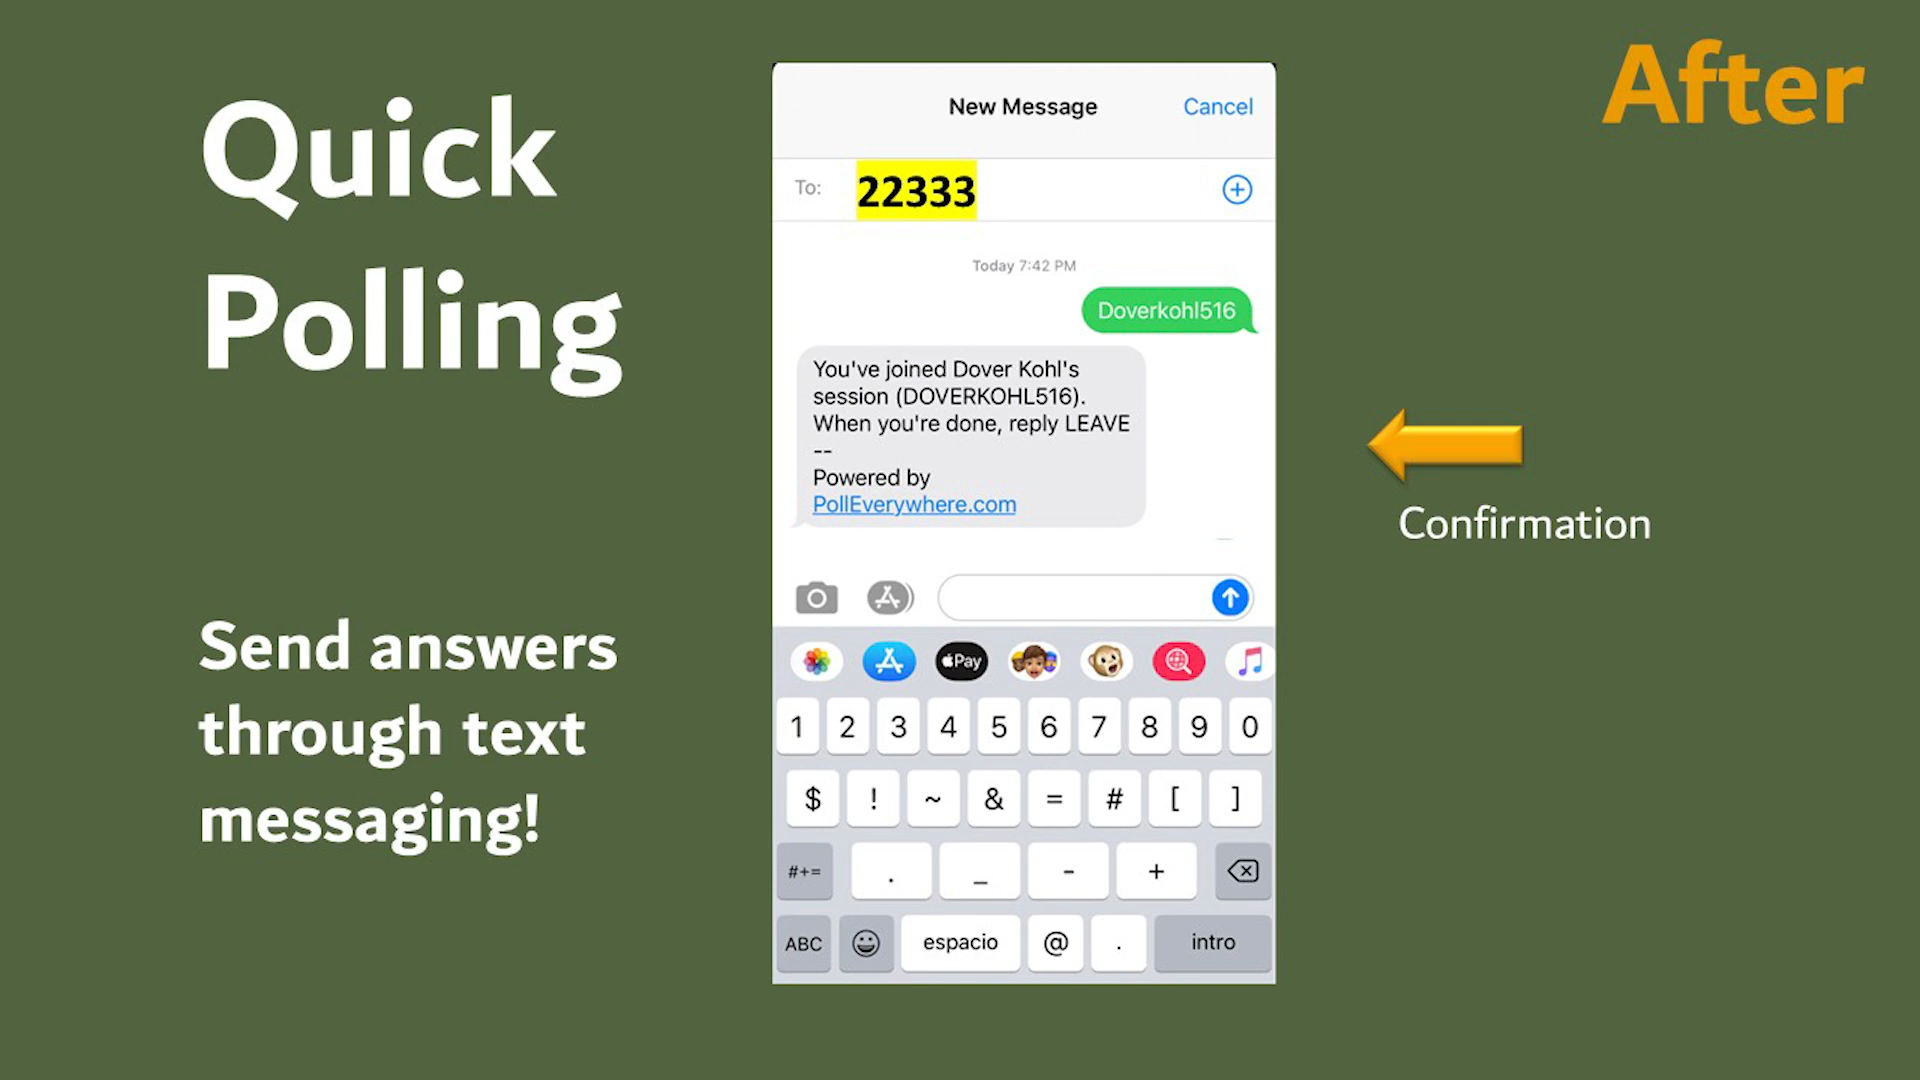 Quick
Polling
After
New Message
Cancel
To:
22333
Today 7:42 PM
Doverkohl516
You've joined Dover Kohl's
session (DOVERKOHL516).
When you're done, reply LEAVE
--
Powered by
PollEverywhere.com
Confirmation
Send answers
through text
messaging!
Pay
1 2 3 4 5 6 7 8 9 0
$ ! ~ & = # [ ]
#+= . _ - +
ABC espacio @ . intro